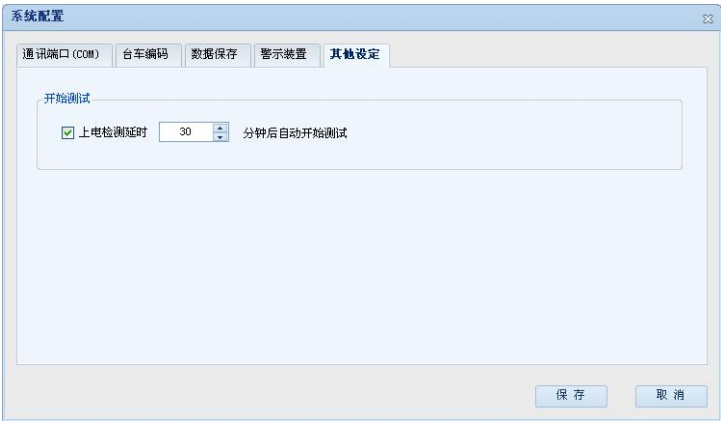 系统配置
通讯端口(COM) 台车编码 数据保存 警示装置 其他设定
开始测试
上电检测延时 30 分钟后自动开始测试
保存 取消